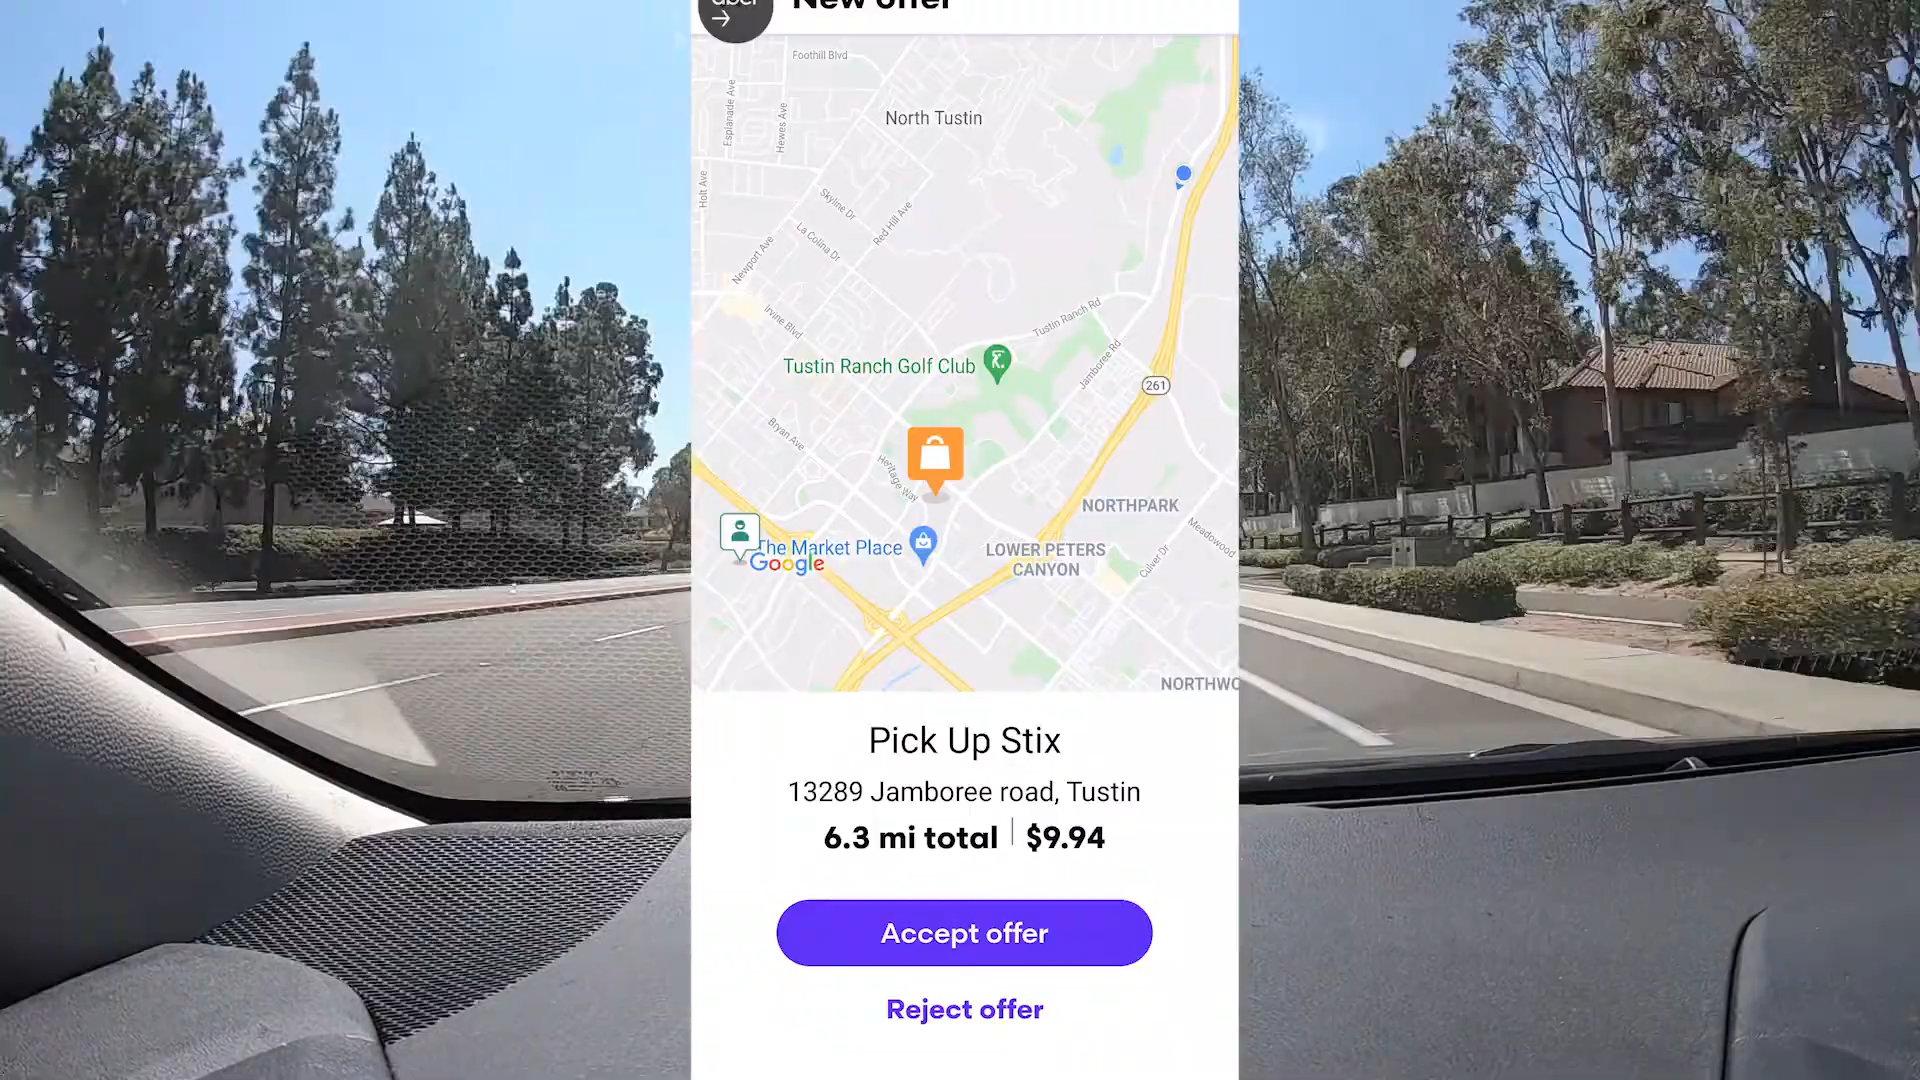 uber
New offer
Foothill Blvd
Esplanade Ave
Hewes Ave
North Tustin
Holt Ave
Skyline Dr
Red Hill Ave
La Colina Dr
Newport Ave
Irvine Blvd
Tustin Ranch Rd
Jamboree Rd
Tustin Ranch Golf Club
261
Bryan Ave
Heritage Way
NORTHPARK
Meadowood
The Market Place
LOWER PETERS
CANYON
Culver Dr
Google
NORTHWO
Pick Up Stix
13289 Jamboree road, Tustin
6.3 mi total | $9.94
Accept offer
Reject offer